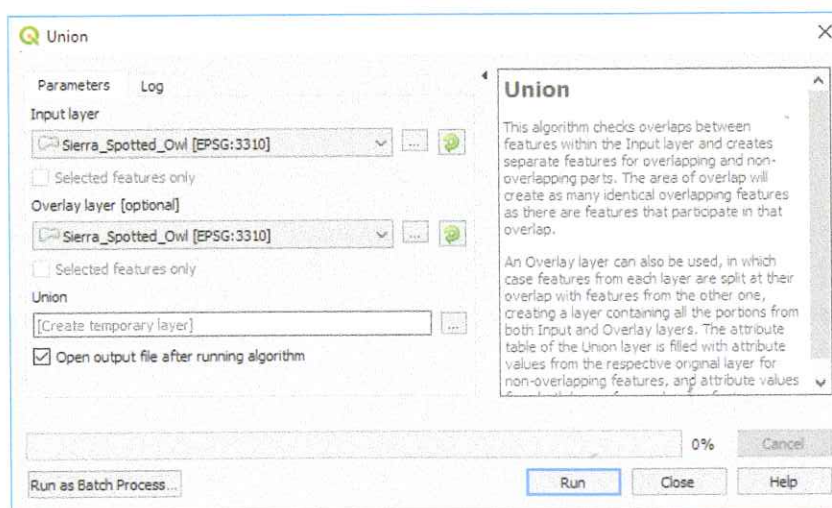 Union
Parameters
Log
Input layer
Sierra_Spotted_Owl [EPSG:3310]
...
Selected features only
Overlay layer [optional]
Sierra_Spotted_Owl [EPSG:3310]
...
Selected features only
Union
[Create temporary layer]
...
Open output file after running algorithm
Union
This algorithm checks overlaps between
features within the Input layer and creates
separate features for overlapping and non-
overlapping parts. The area of overlap will
create as many identical overlapping features
as there are features that participate in that
overlap.
An Overlay layer can also be used, in which
case features from each layer are split at their
overlap with features from the other one,
creating a layer containing all the portions from
both Input and Overlay layers. The attribute
table of the Union layer is filled with attribute
values from the respective original layer for
non-overlapping features, and attribute values
0%
Cancel
Run as Batch Process...
Run
Close
Help